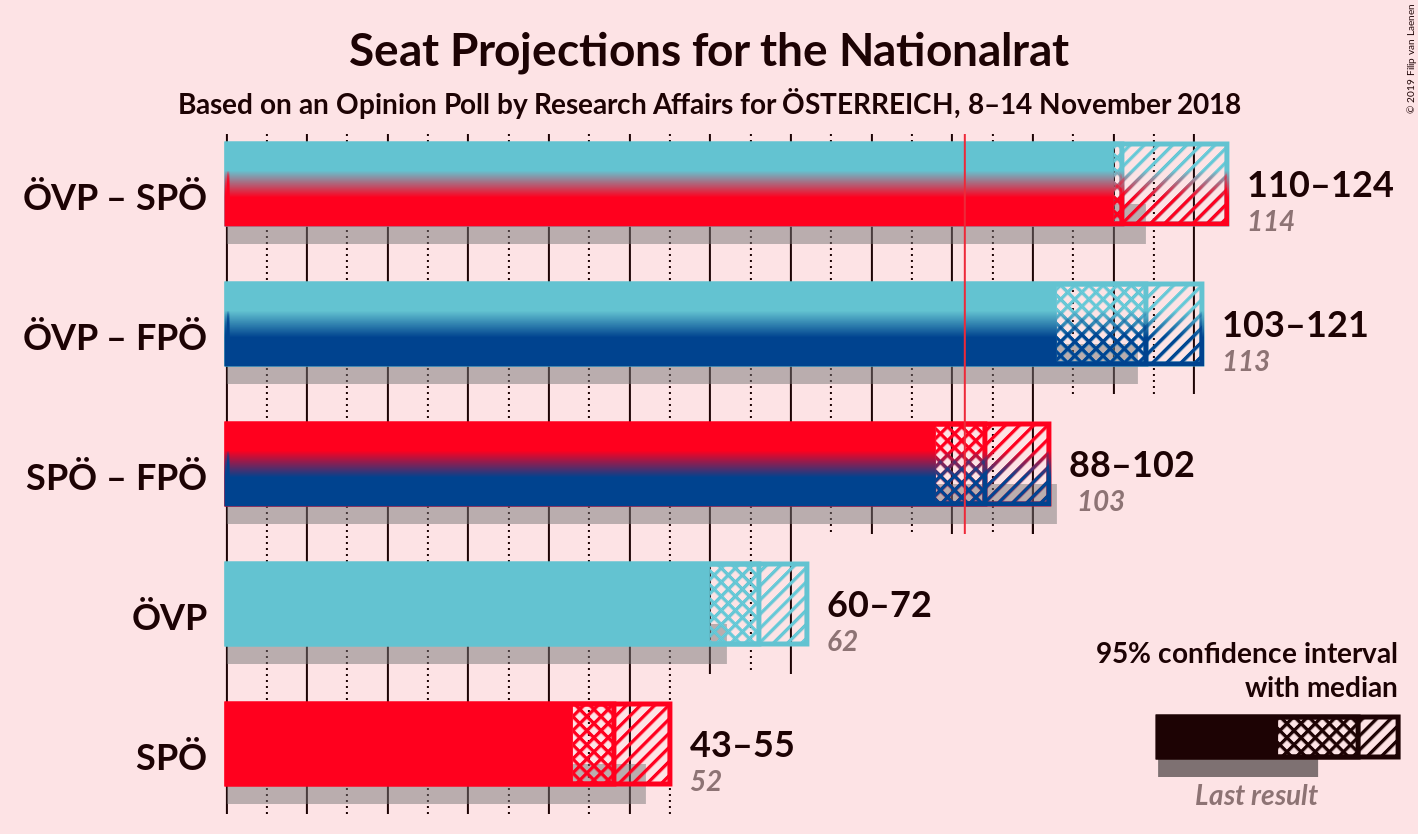 Seat Projections for the Nationalrat
Based on an Opinion Poll by Research Affairs for ÖSTERREICH, 8–14 November 2018
© 2019 Filip van Laenen
ÖVP – SPÖ
110–124
114
ÖVP – FPÖ
103–121
113
SPÖ – FPÖ
88–102
103
ÖVP
60–72
62
SPÖ
43–55
52
95% confidence interval
with median
Last result